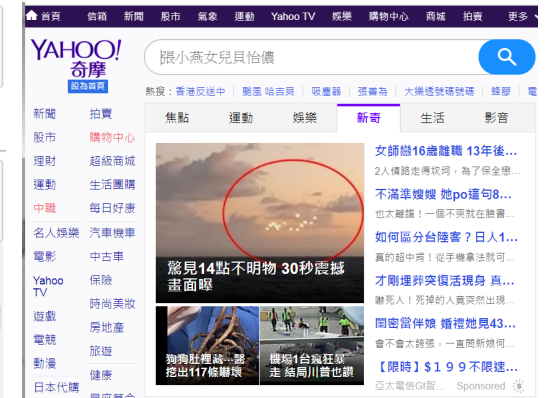 首頁 信箱 新聞 股市 氣象 運動 Yahoo TV 娛樂 購物中心 商城 拍賣 更多
YAHOO!
奇摩
設為首頁
張小燕女兒貝怡儂
熱搜：香港反送中 颱風 哈吉貝 吸塵器 張善為 大樂透號碼號碼 蜂膠 電
焦點 運動 娛樂 新奇 生活 影音
新聞 拍賣
股市 購物中心
理財 超級商城
運動 生活團購
中職 每日好康
名人娛樂 汽車機車
電影 中古車
Yahoo TV 保險
時尚美妝
遊戲 房地產
電競 旅遊
動漫 健康
日本代購
驚見14點不明物 30秒震撼
畫面曝
狗狗肚裡藏…醫
挖出117條嚇壞
機場1台瘋狂暴
走 結局川普也讚
女師戀16歲離職 13年後...
2人情路走得坎坷，為了保全戀...
不滿準嫂嫂 她po這句8...
也太離譜！一個不爽就在臉書...
如何區分台陸客？日人1...
真的超中肯！從手機拿法就可...
才剛埋葬突復活現身 真...
嚇死人！死掉的人竟突然出現...
閨密當伴娘 婚禮她見43...
會不會太誇張，一直問新娘何...
【限時】$１９９不限速...
亞太電信GI智... Sponsored